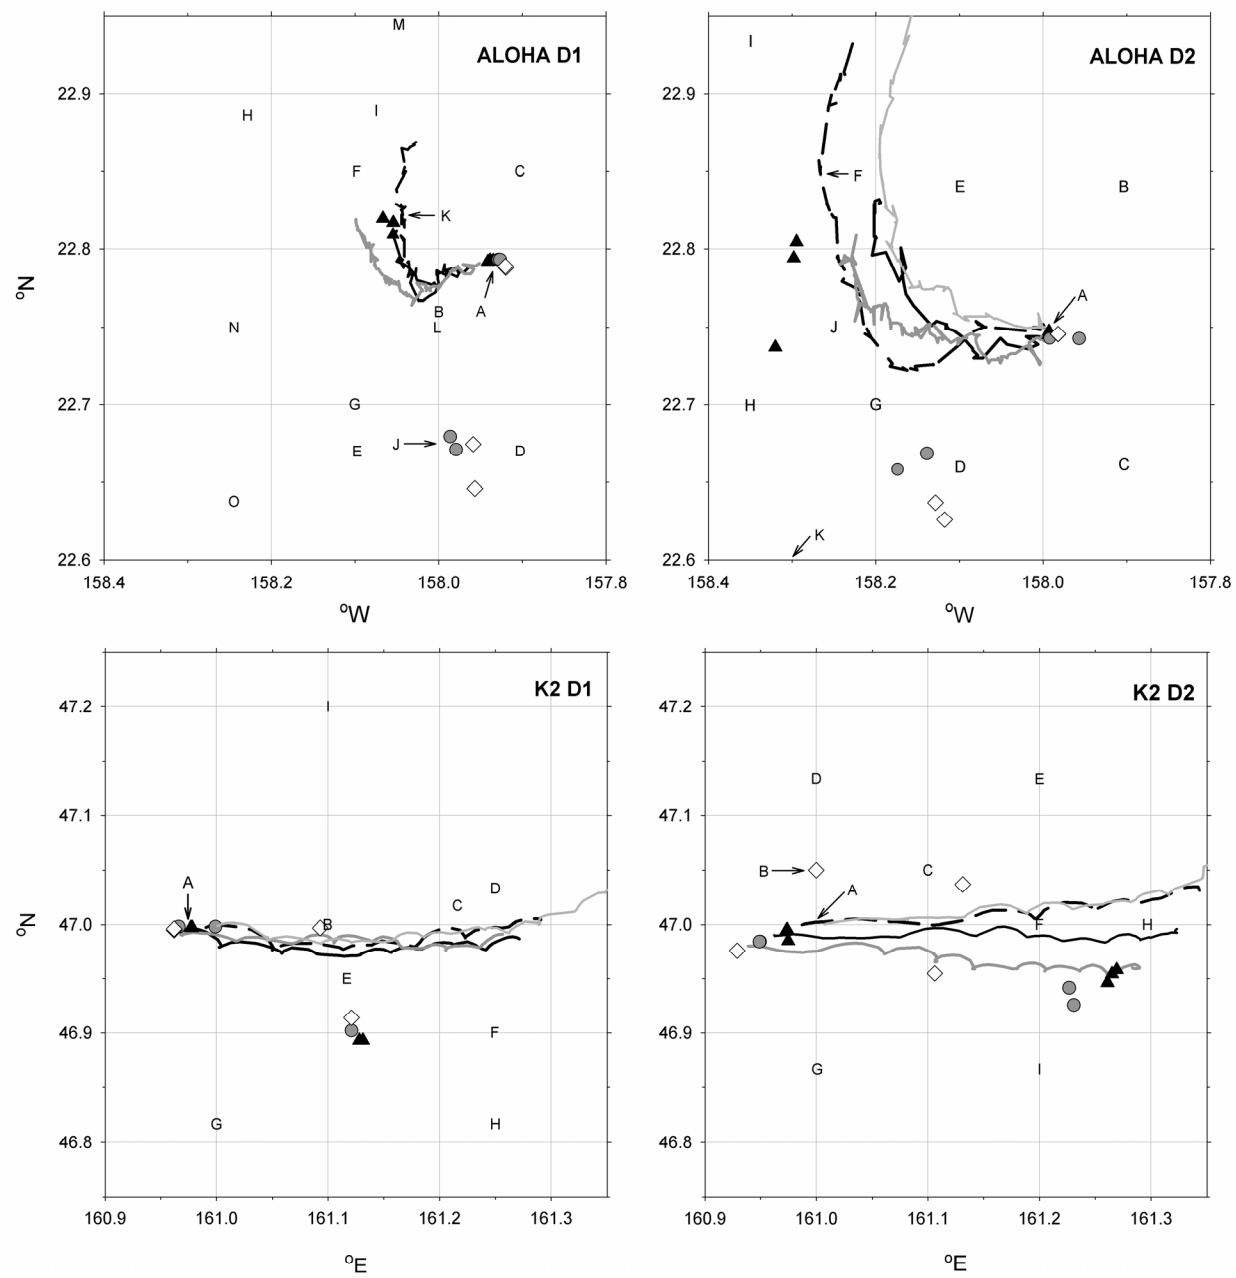 M
ALOHA D1
22.9
H
I
F
C
K
22.8
°N
A
B
N
L
22.7
G
J
E
D
O
22.6
158.4
158.2
158.0
157.8
°W
I
ALOHA D2
22.9
F
E
B
22.8
A
J
22.7
H
G
D
C
K
22.6
158.4
158.2
158.0
157.8
°W
K2 D1
47.2
I
47.1
A
D
C
47.0
B
°N
E
46.9
F
G
H
46.8
160.9
161.0
161.1
161.2
161.3
°E
K2 D2
47.2
D
E
47.1
B
C
A
47.0
F
H
46.9
G
I
46.8
160.9
161.0
161.1
161.2
161.3
°E